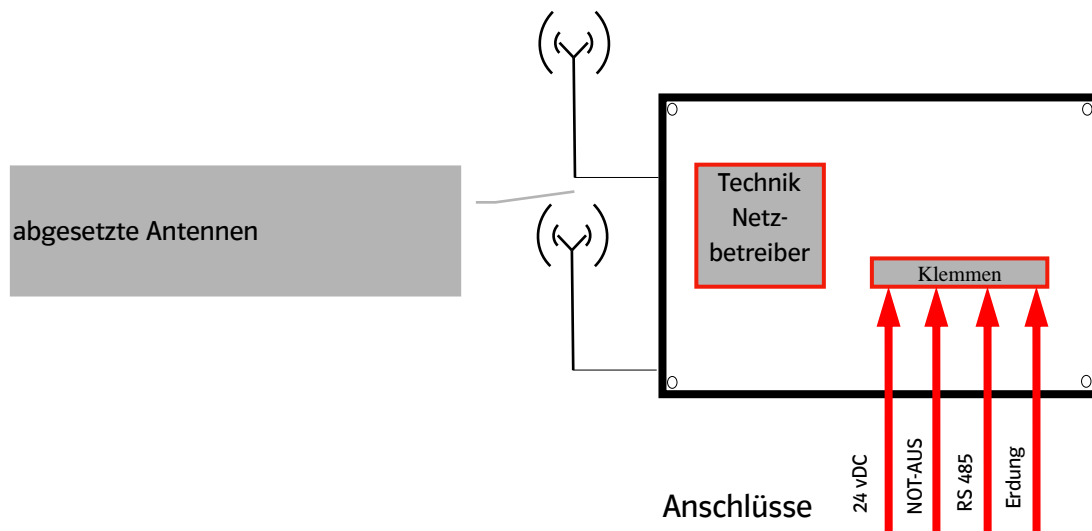 abgesetzte Antennen
Technik
Netz-
betreiber
Klemmen
Anschlüsse
24 vDC
NOT-AUS
RS 485
Erdung